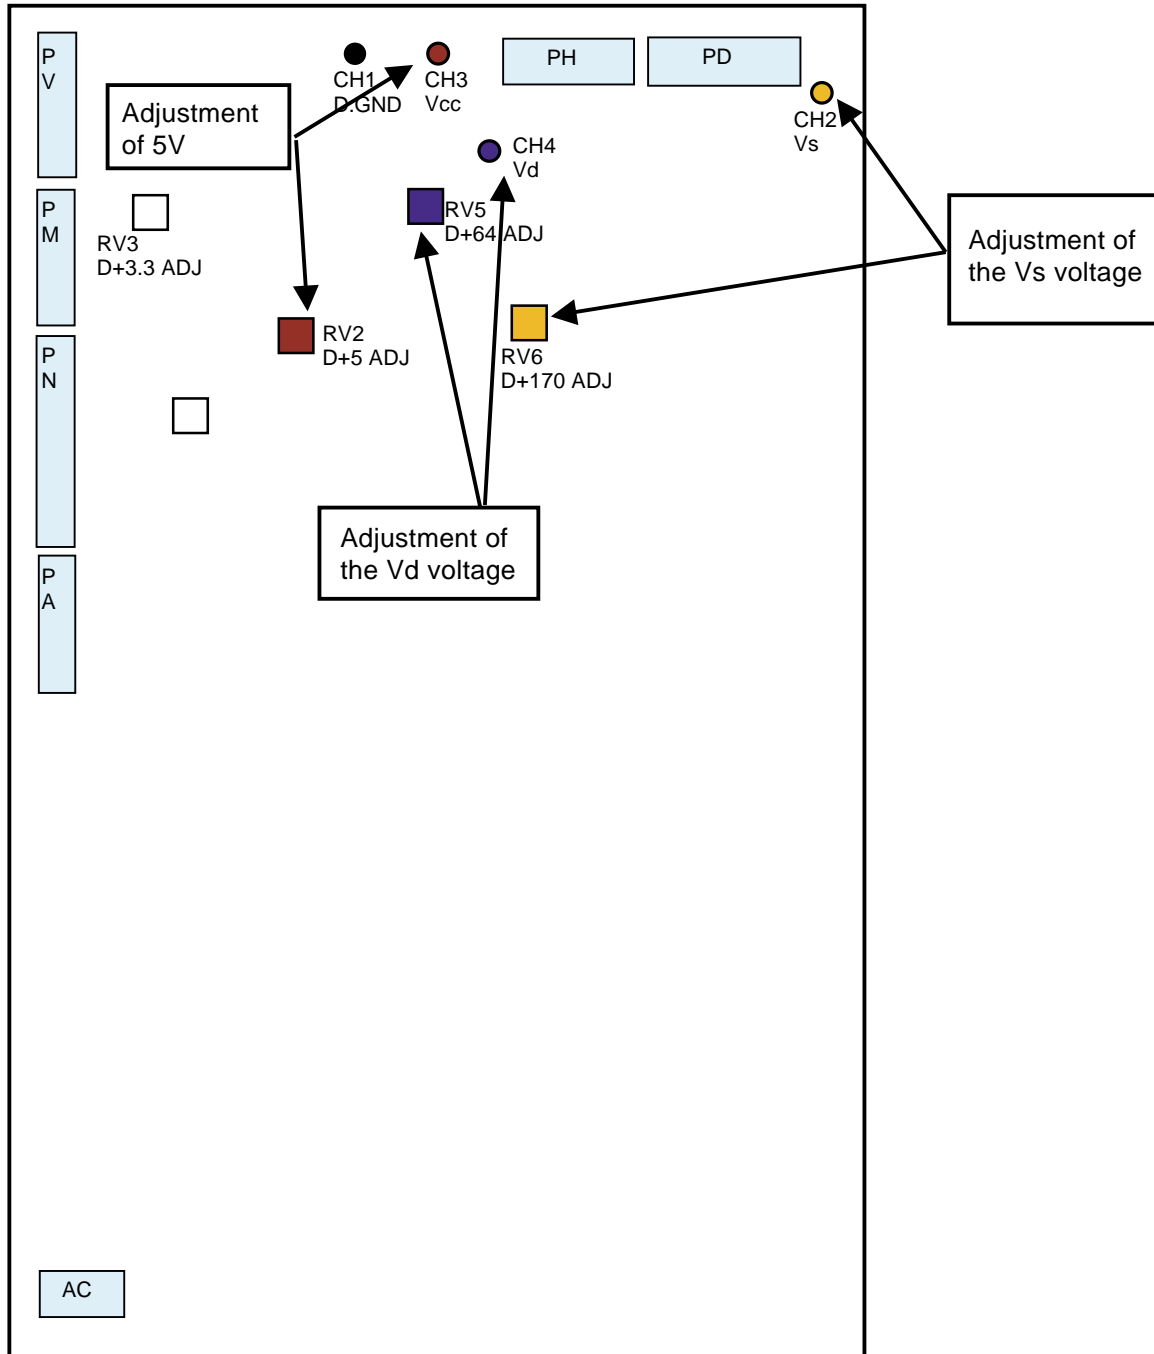 P
V
CH1
D.GND
CH3
Vcc
PH
PD
CH2
Vs
Adjustment
of 5V
CH4
Vd
P
M
RV3
D+3.3 ADJ
RV5
D+64 ADJ
Adjustment of
the Vs voltage
RV2
D+5 ADJ
RV6
D+170 ADJ
P
N
Adjustment of
the Vd voltage
P
A
AC